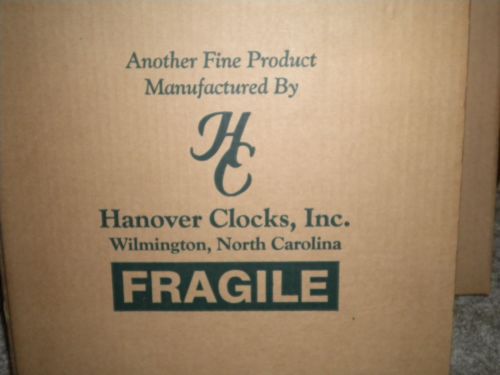 Another Fine Product
Manufactured By
HC
Hanover Clocks, Inc.
Wilmington, North Carolina
FRAGILE